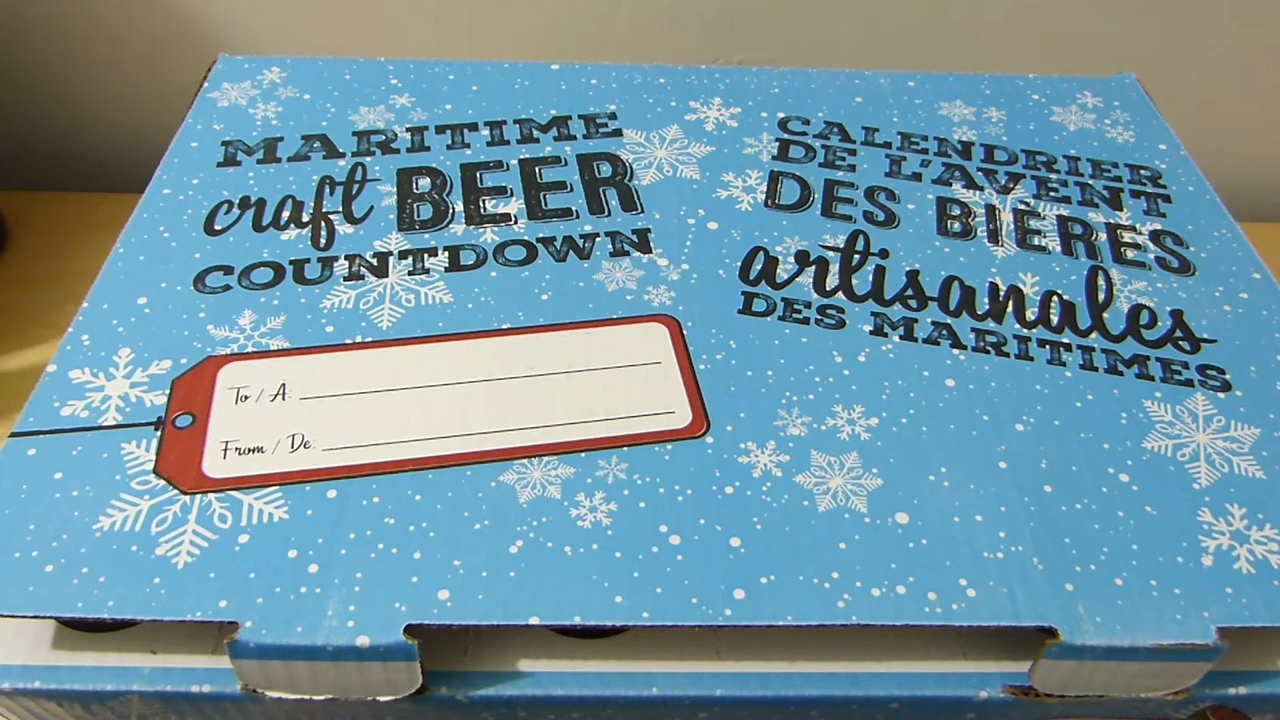 MARITIME
craft BEER
COUNTDOWN
CALENDRIER
DE L'AVENT
DES BIÈRES
artisanales
DES MARITIMES
To / À:
From / De: